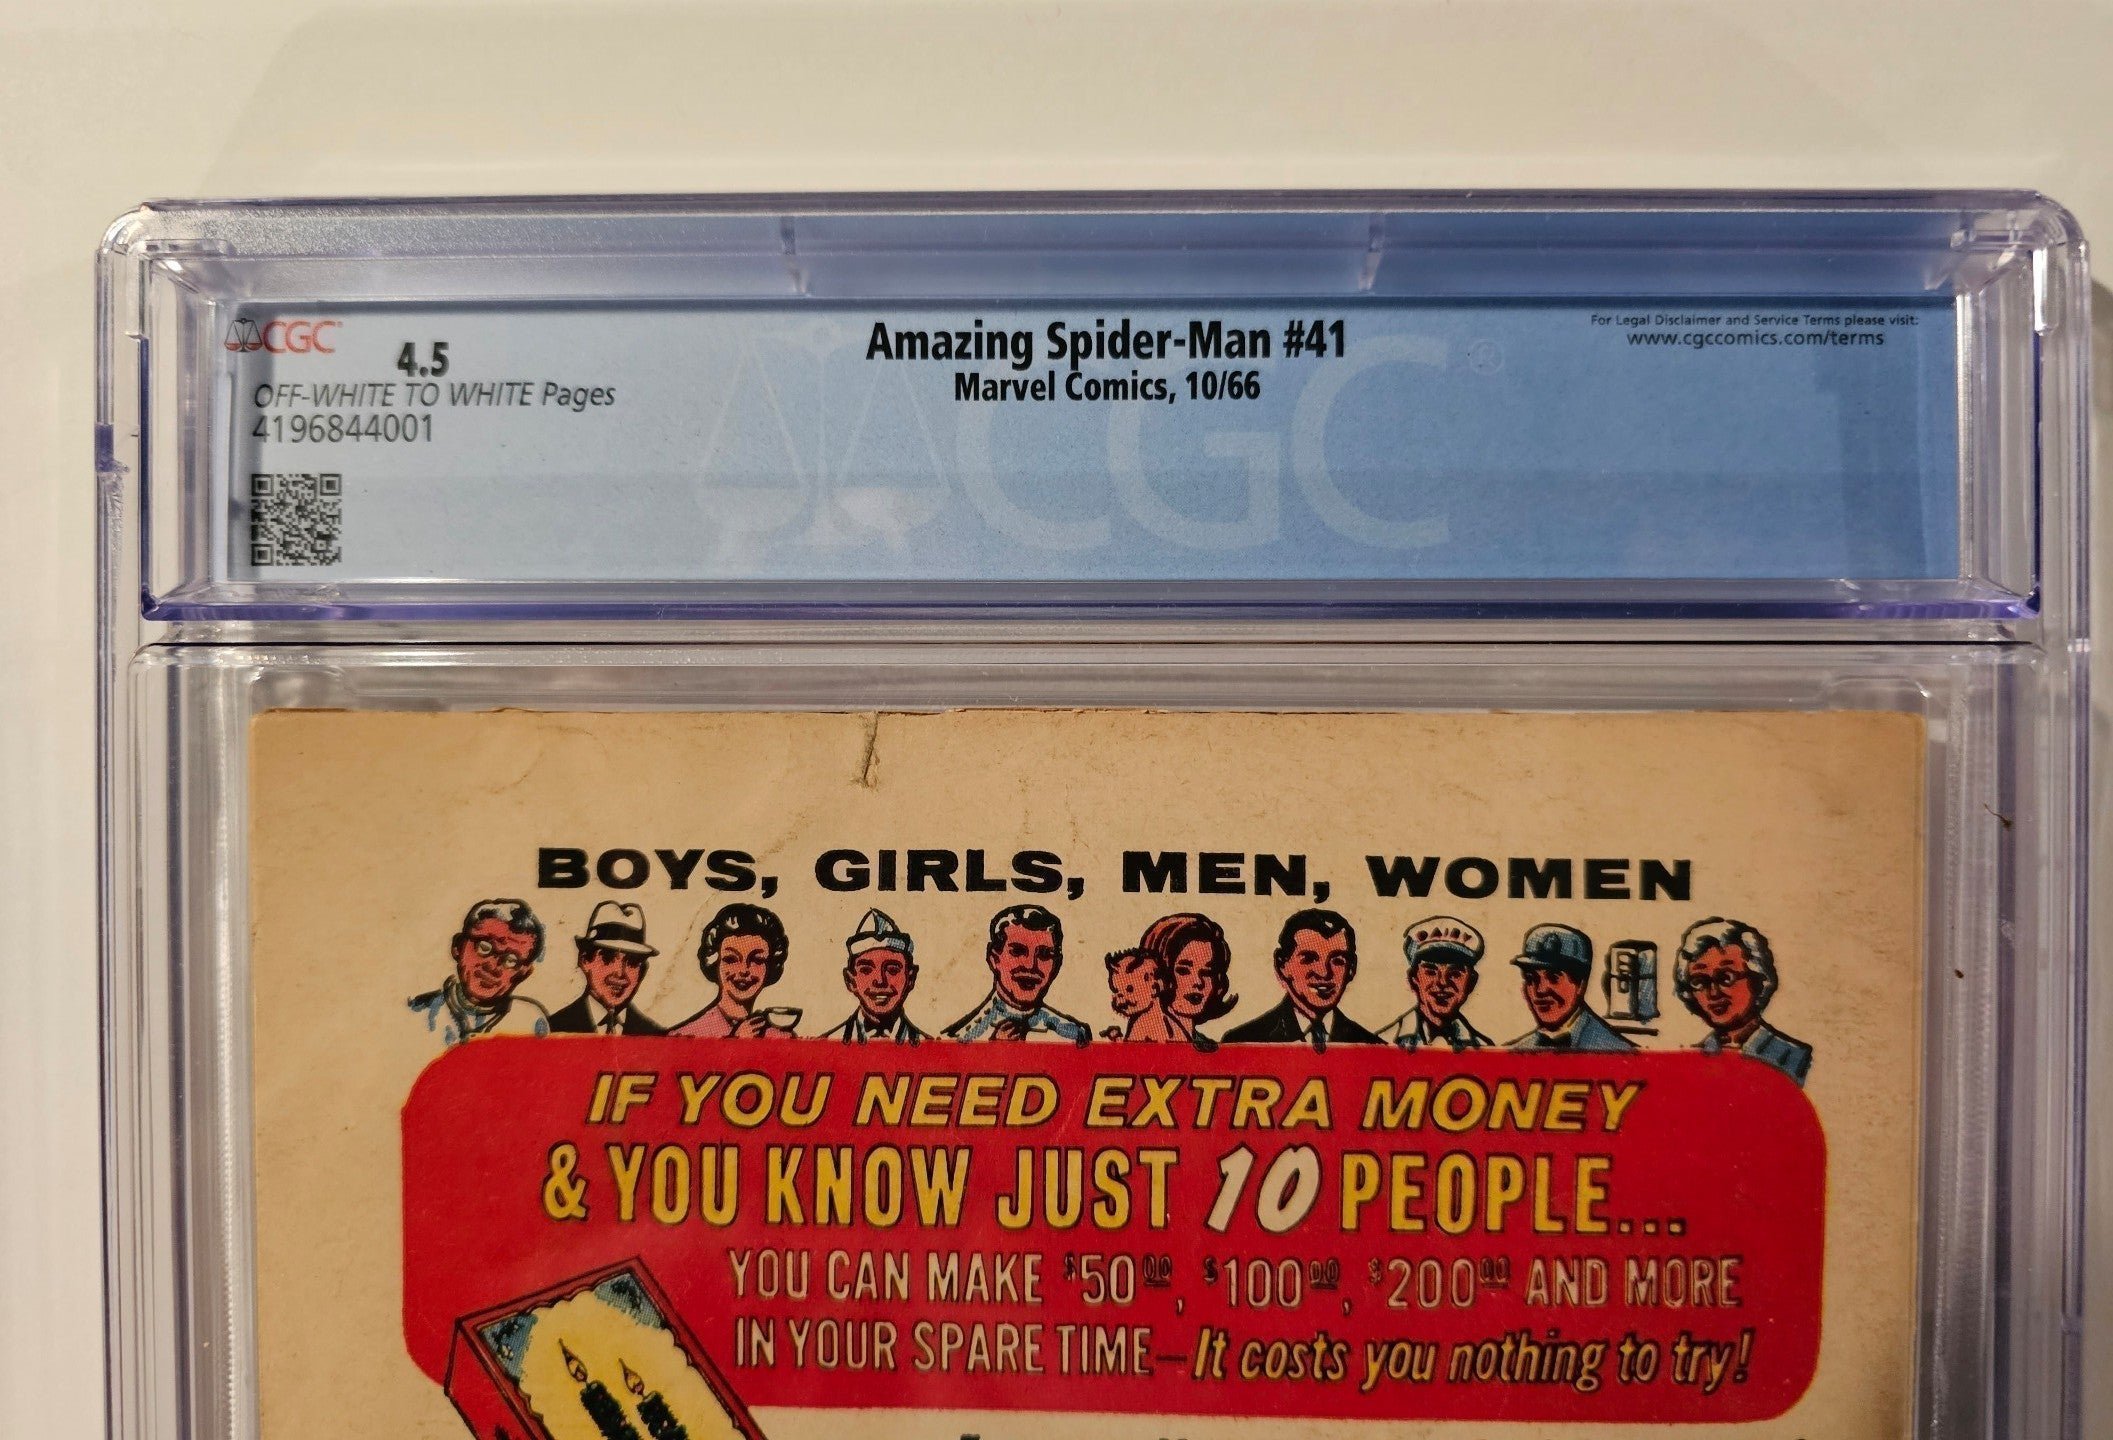 CGC
4.5
OFF-WHITE TO WHITE Pages
4196844001
Amazing Spider-Man #41
Marvel Comics, 10/66
For Legal Disclaimer and Service Terms please visit:
www.cgccomics.com/terms
CGC®
BOYS, GIRLS, MEN, WOMEN
DAIRY
IF YOU NEED EXTRA MONEY
& YOU KNOW JUST 10 PEOPLE...
YOU CAN MAKE $50.00, $100.00, $200.00 AND MORE
IN YOUR SPARE TIME—It costs you nothing to try!